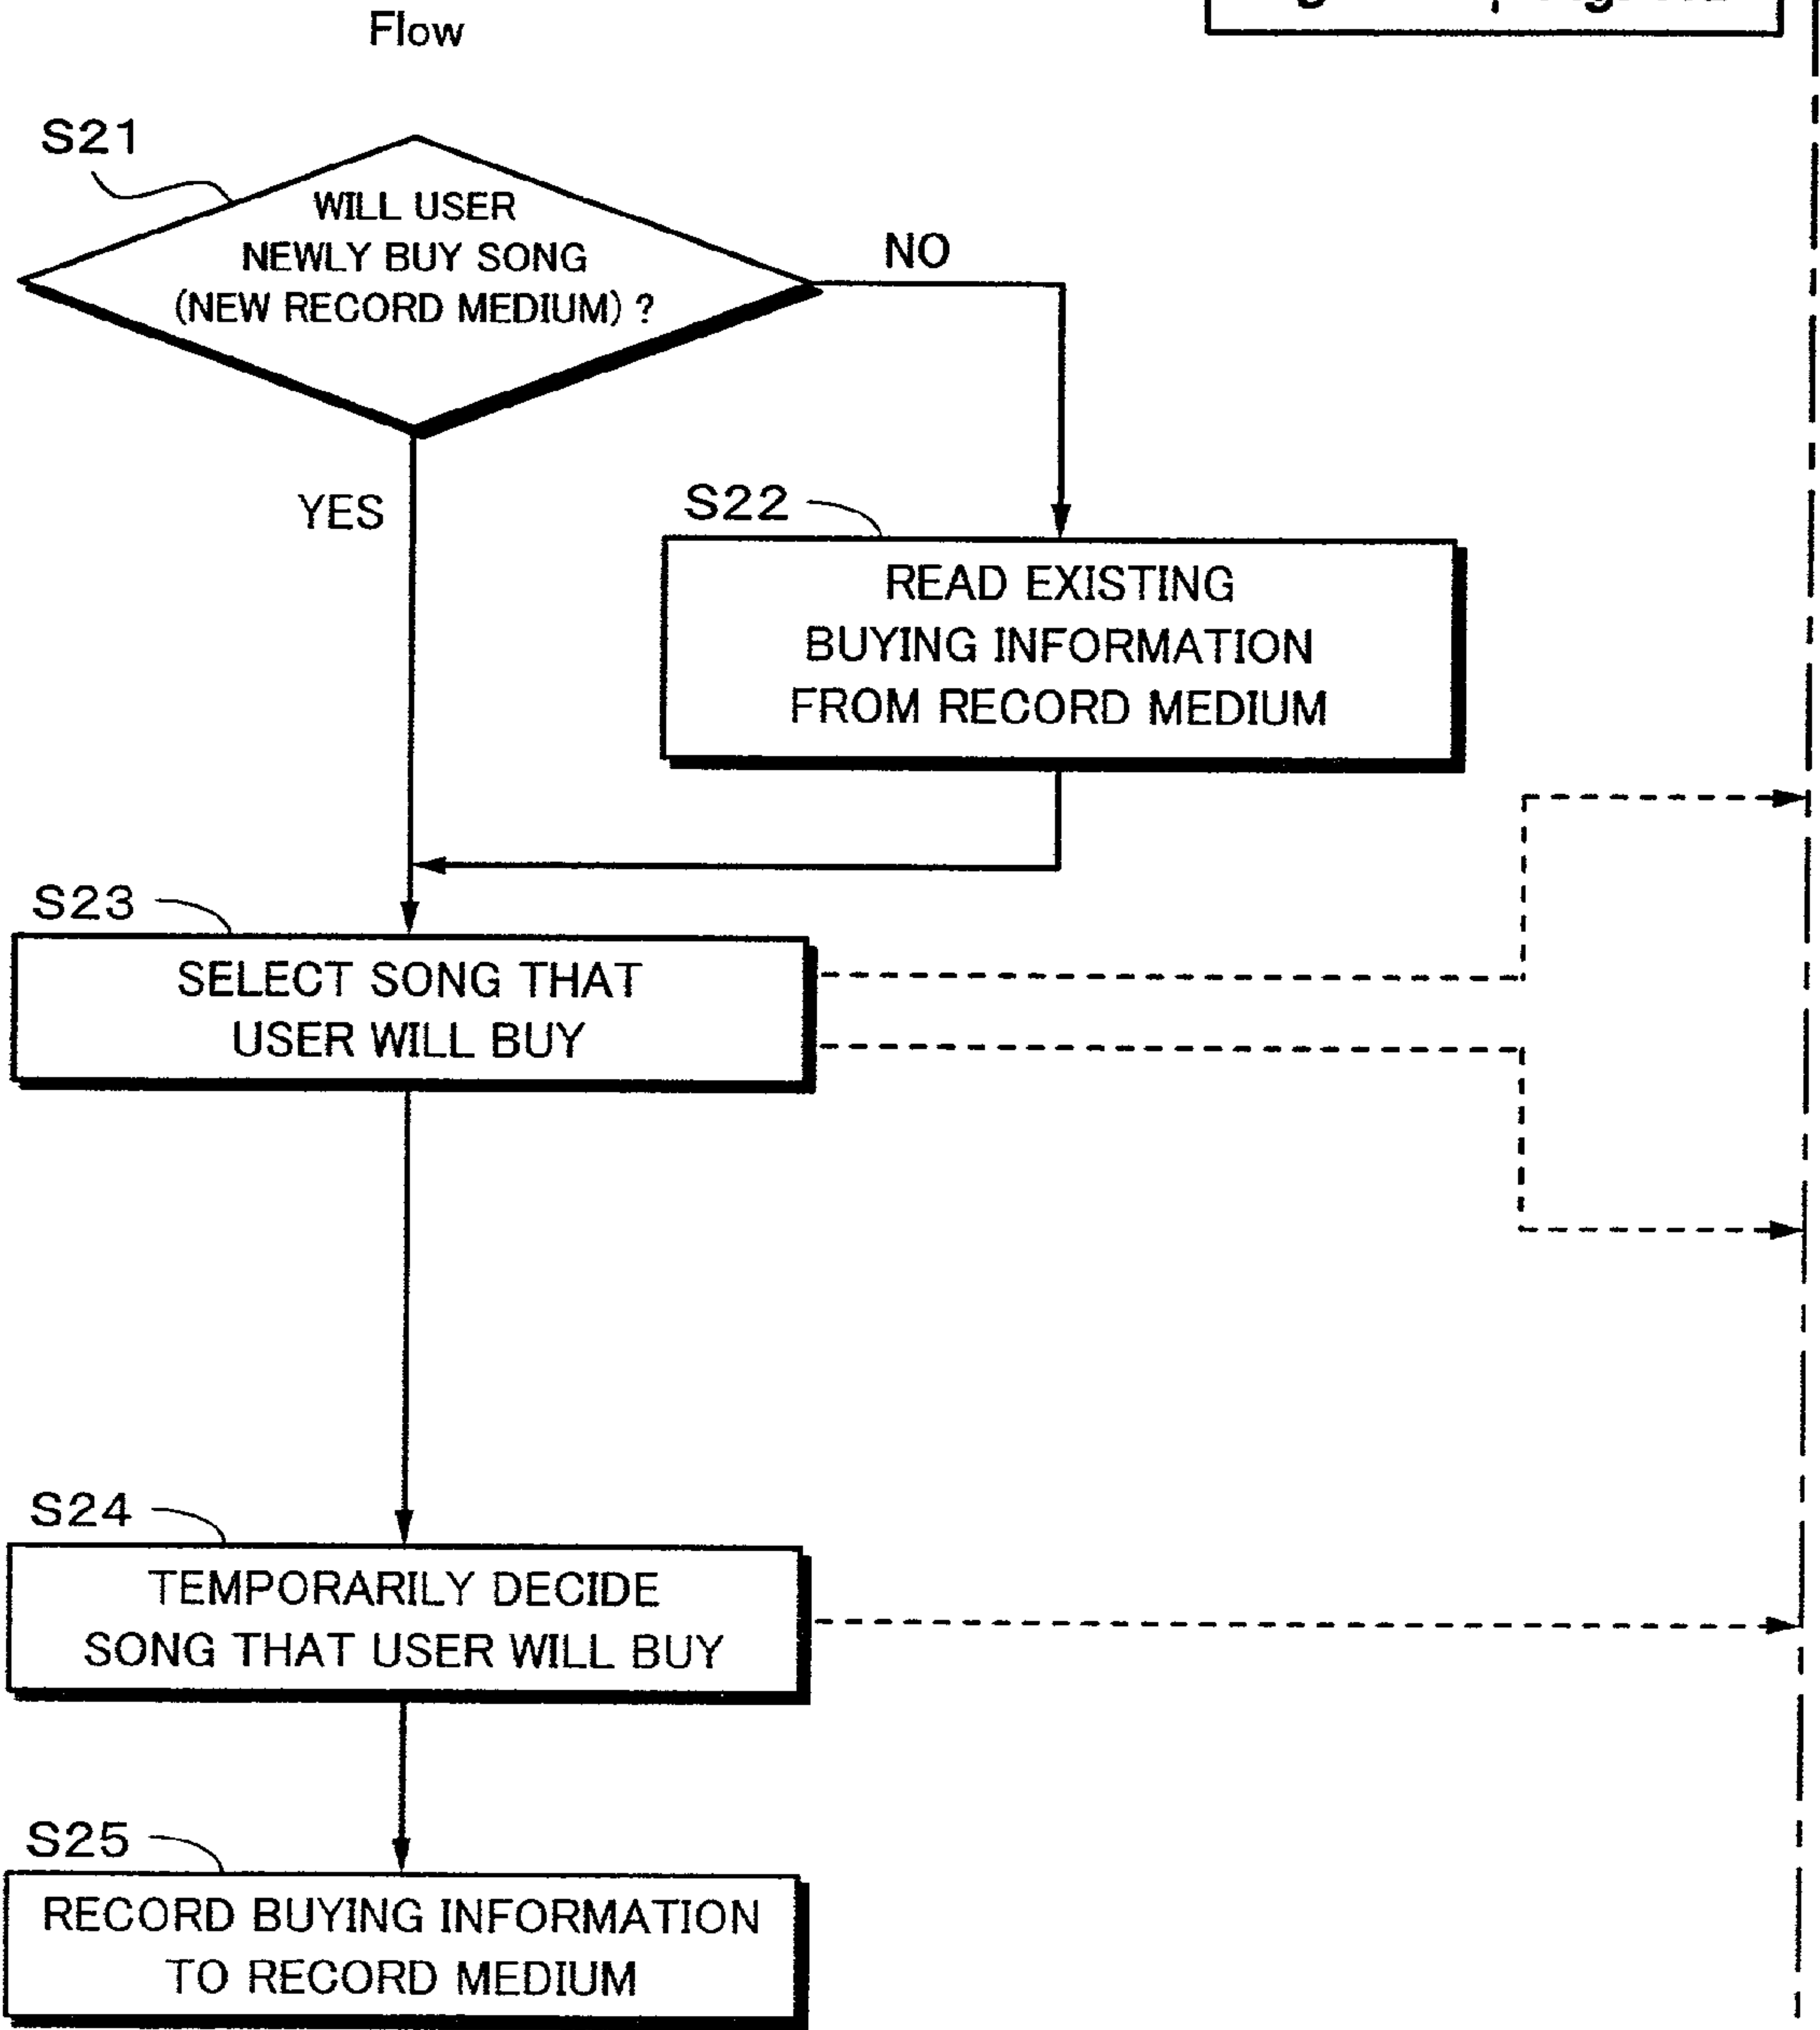 Flow
S21
WILL USER
NEWLY BUY SONG
(NEW RECORD MEDIUM) ?
NO
YES
S22
READ EXISTING
BUYING INFORMATION
FROM RECORD MEDIUM
S23
SELECT SONG THAT
USER WILL BUY
S24
TEMPORARILY DECIDE
SONG THAT USER WILL BUY
S25
RECORD BUYING INFORMATION
TO RECORD MEDIUM